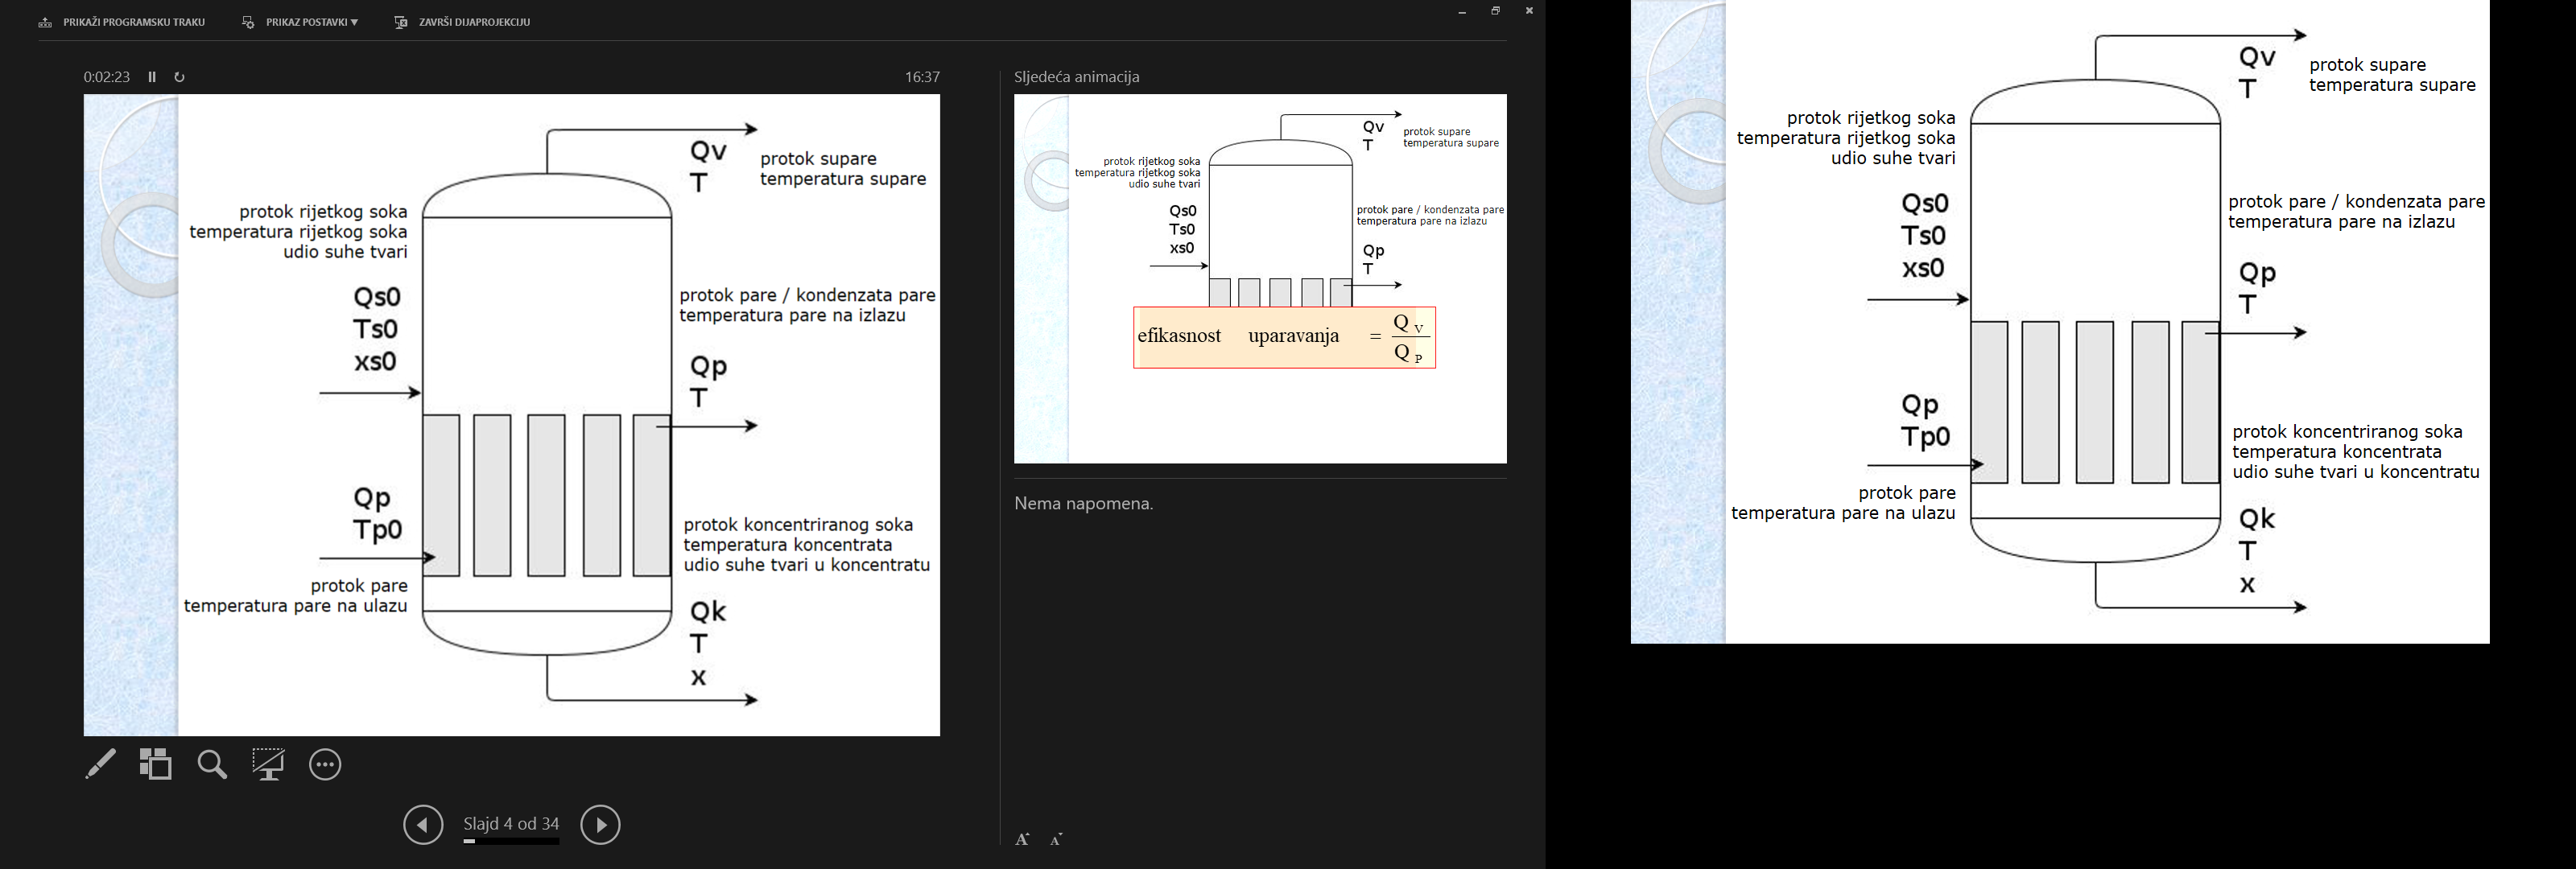 PRIKAŽI PROGRAMSKU TRAKU
PRIKAZ POSTAVKI ▼
ZAVRŠI DIJAPROJEKCIJU
0:02:23
16:37
Qv
T
protok supare
temperatura supare
protok rijetkog soka
temperatura rijetkog soka
udio suhe tvari
Qs0
Ts0
xs0
protok pare / kondenzata pare
temperatura pare na izlazu
Qp
T
Qp
Tp0
protok pare
temperatura pare na ulazu
protok koncentriranog soka
temperatura koncentrata
udio suhe tvari u koncentratu
Qk
T
x
Slajd 4 od 34
Sljedeća animacija
Qv
T
protok supare
temperatura supare
protok rijetkog soka
temperatura rijetkog soka
udio suhe tvari
Qs0
Ts0
xs0
protok pare / kondenzata pare
temperatura pare na izlazu
Qp
T
efikasnost uparavanja = Q V / Q P
Nema napomena.
A A
Qv
T
protok supare
temperatura supare
protok rijetkog soka
temperatura rijetkog soka
udio suhe tvari
Qs0
Ts0
xs0
protok pare / kondenzata pare
temperatura pare na izlazu
Qp
T
Qp
Tp0
protok pare
temperatura pare na ulazu
protok koncentriranog soka
temperatura koncentrata
udio suhe tvari u koncentratu
Qk
T
x